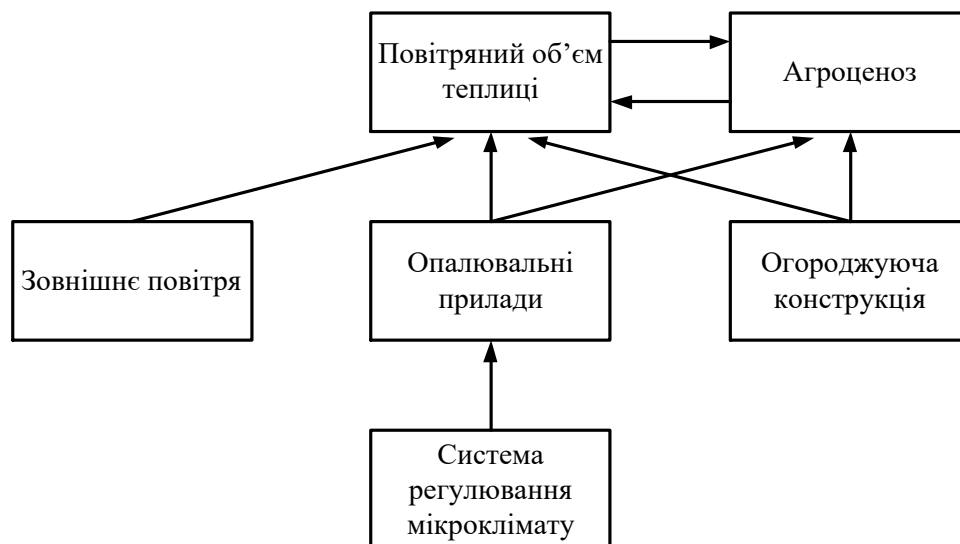 Повітряний об’єм
теплиці
Агроценоз
Зовнішнє повітря
Опалювальні
прилади
Огороджуюча
конструкція
Система
регулювання
мікроклімату